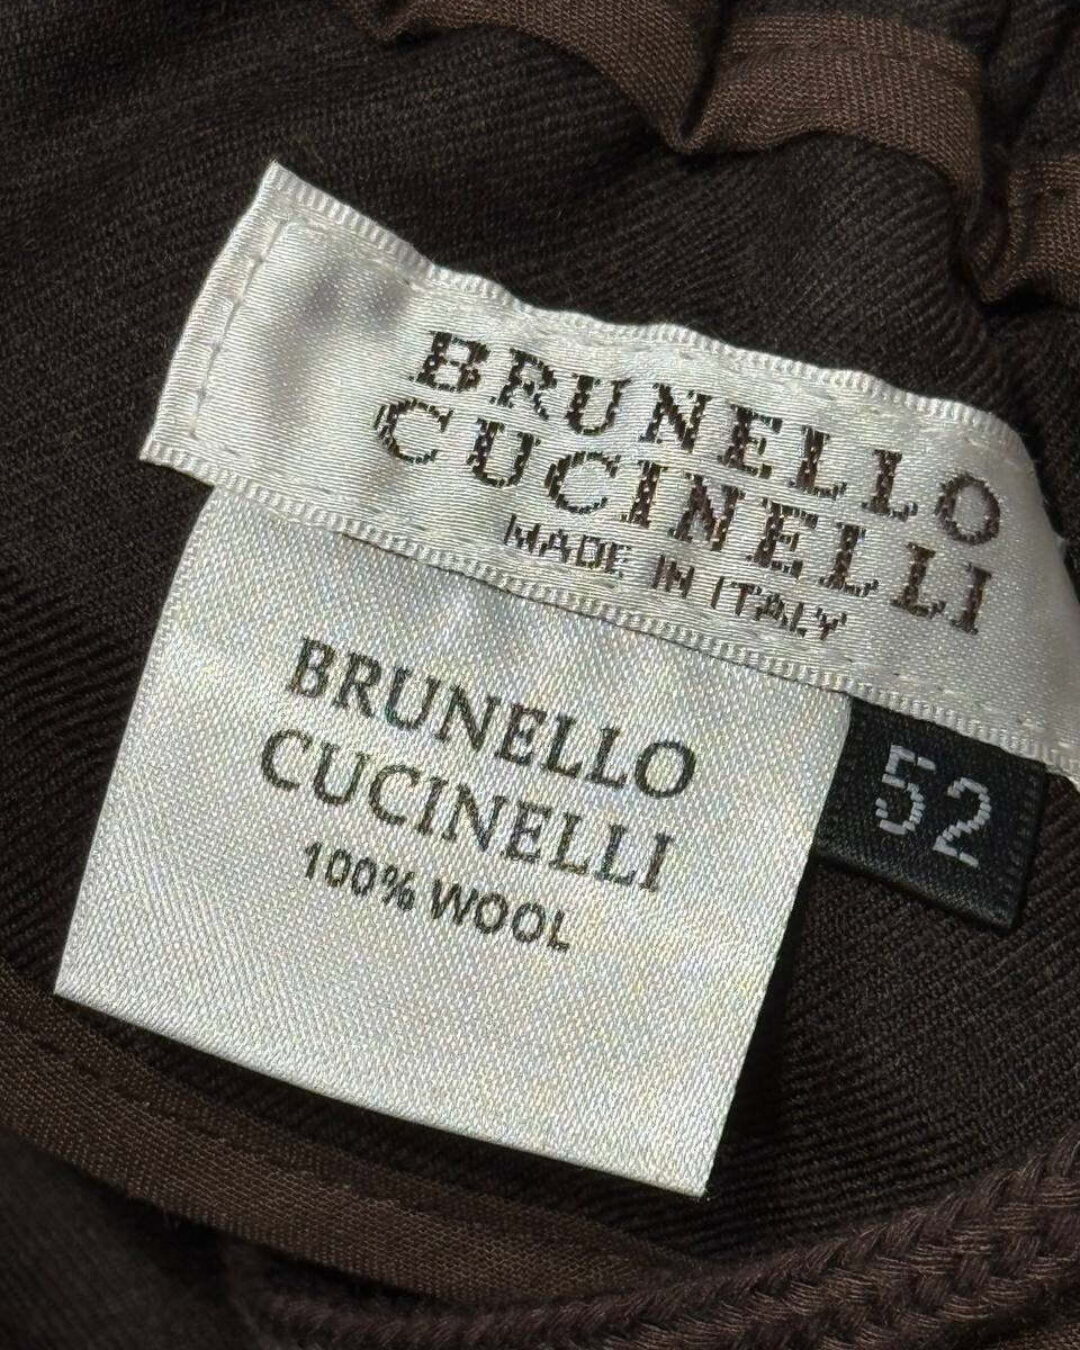 BRUNELLO
CUCINELLI
MADE IN ITALY
BRUNELLO
CUCINELLI
100% WOOL
52